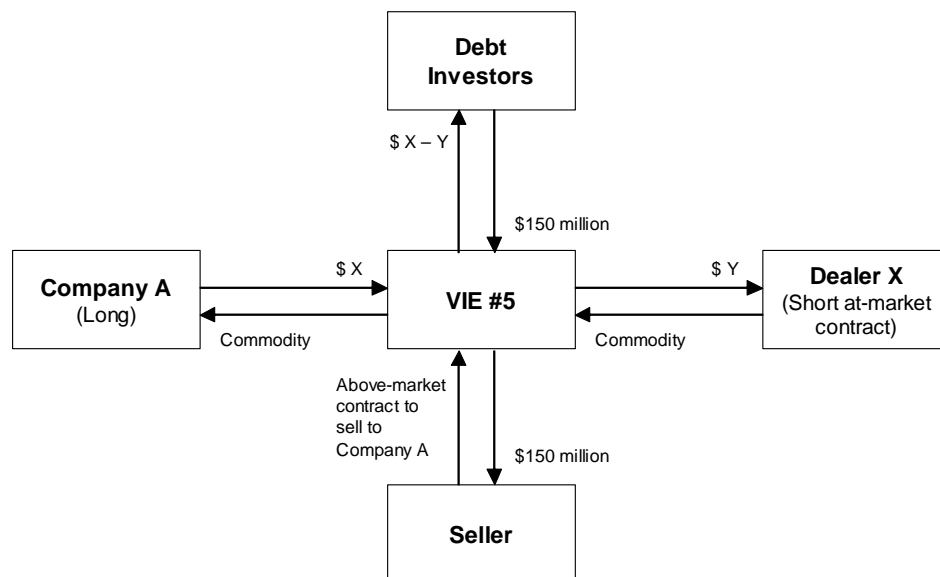 Debt
Investors
$ X – Y
$150 million
Company A
(Long)
$ X
Commodity
VIE #5
$ Y
Commodity
Dealer X
(Short at-market
contract)
Above-market
contract to
sell to
Company A
$150 million
Seller